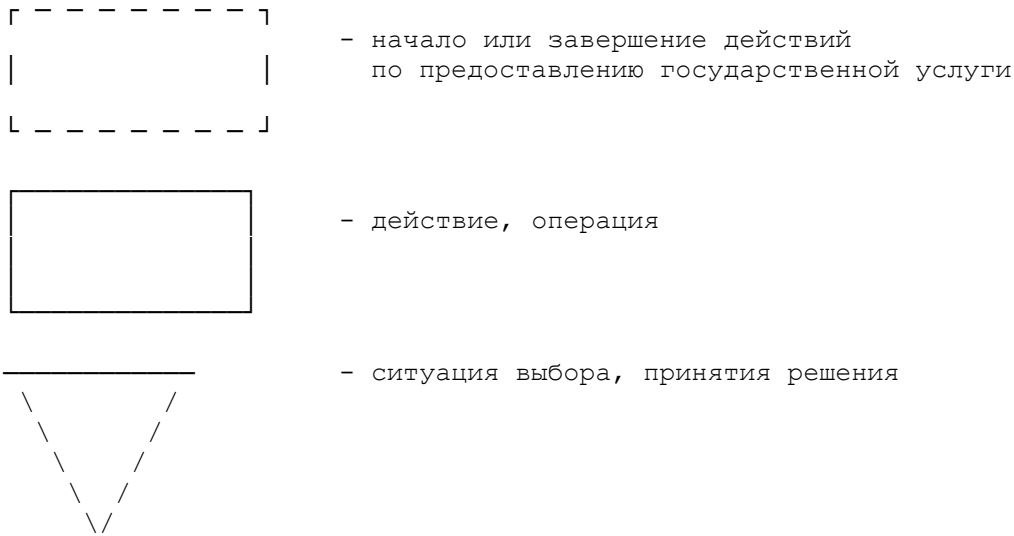 - начало или завершение действий
по предоставлению государственной услуги
- действие, операция
- ситуация выбора, принятия решения